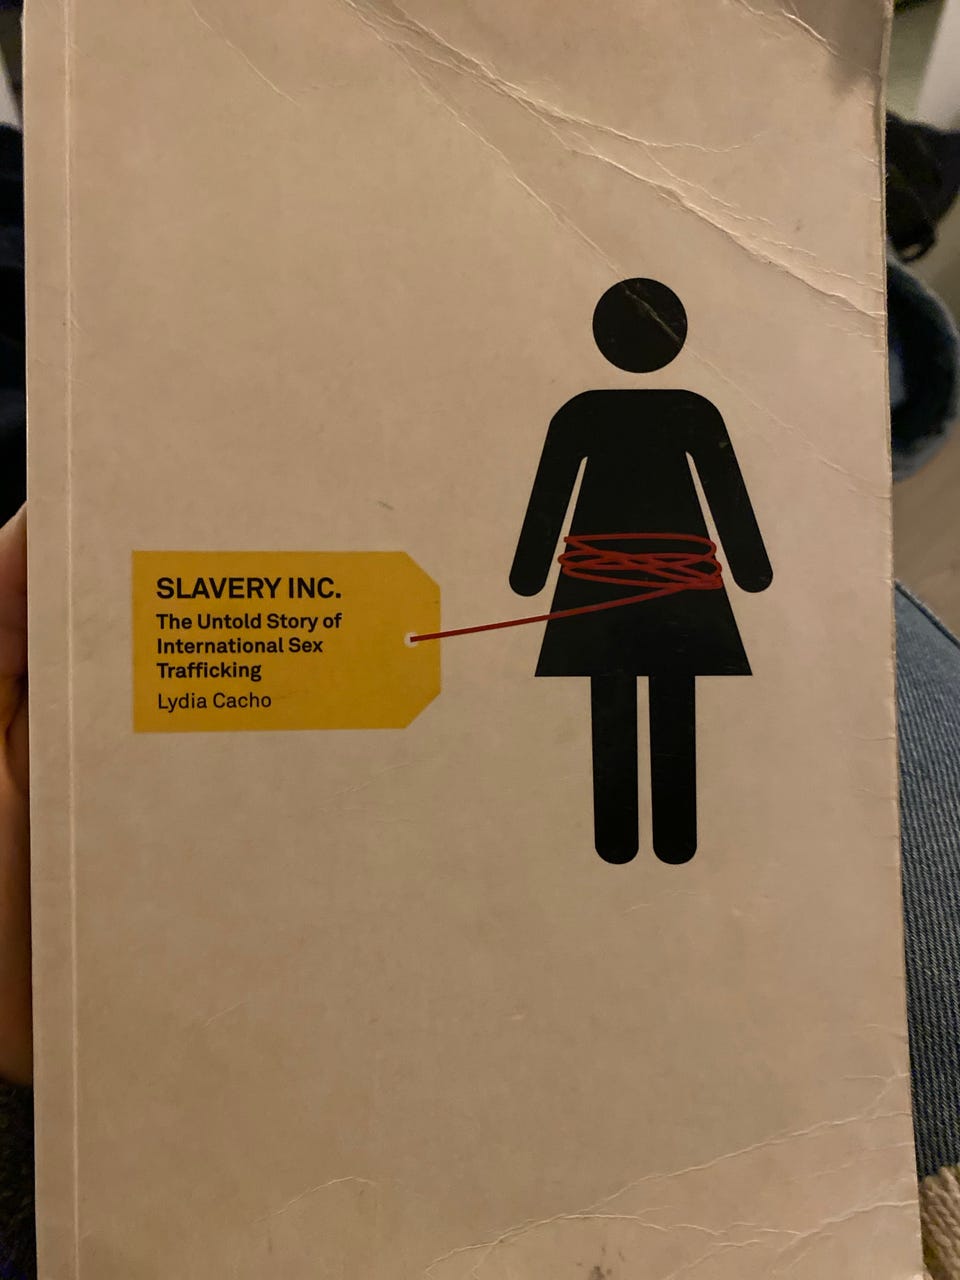 SLAVERY INC.
The Untold Story of
International Sex
Trafficking
Lydia Cacho